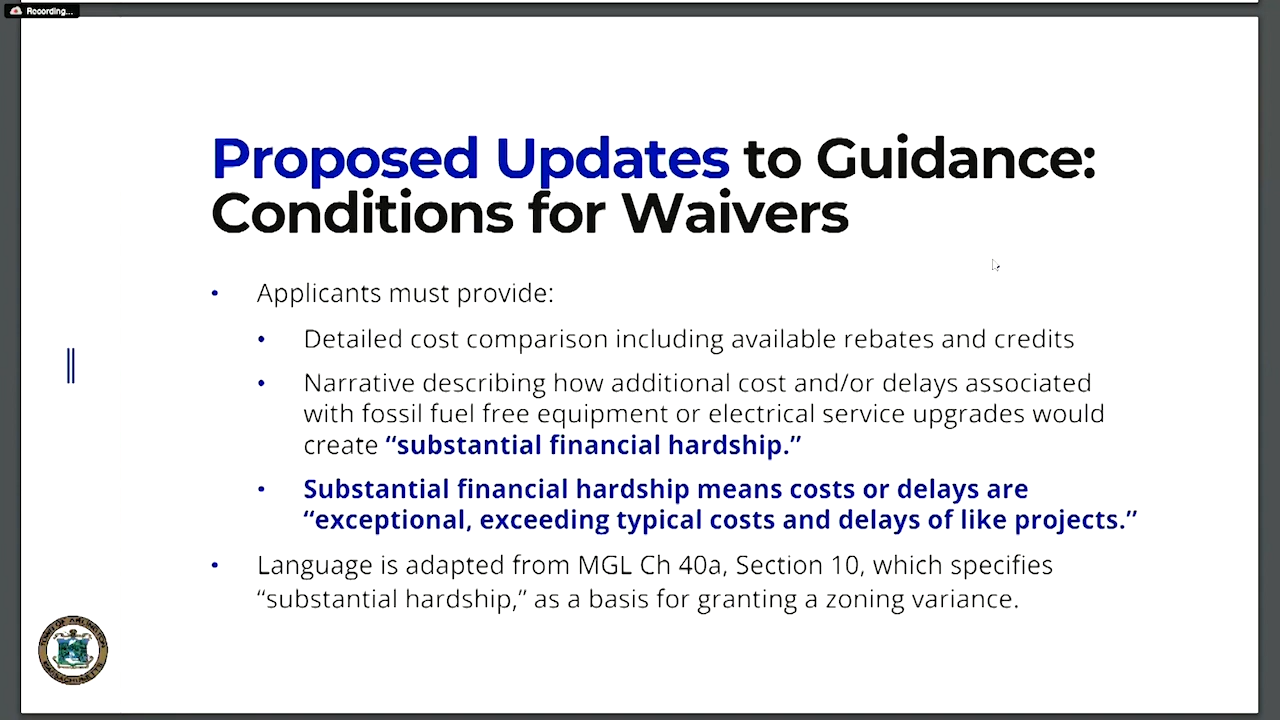 Recording...
Proposed Updates to Guidance:
Conditions for Waivers
• Applicants must provide:
• Detailed cost comparison including available rebates and credits
• Narrative describing how additional cost and/or delays associated
with fossil fuel free equipment or electrical service upgrades would
create “substantial financial hardship.”
• Substantial financial hardship means costs or delays are
“exceptional, exceeding typical costs and delays of like projects.”
• Language is adapted from MGL Ch 40a, Section 10, which specifies
“substantial hardship,” as a basis for granting a zoning variance.
TOWN OF ARLINGTON
MASSACHUSETTS